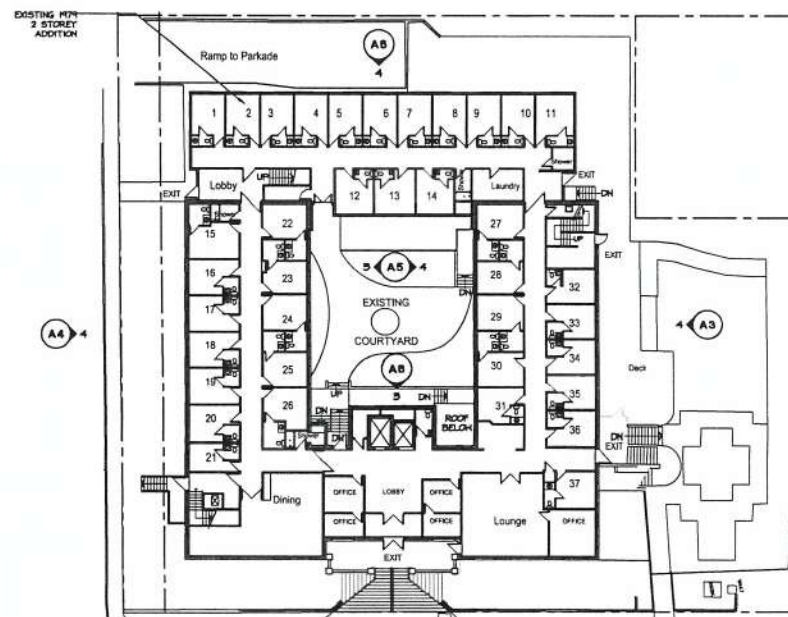 EXISTING 1979
2 STOREY
ADDITION
Ramp to Parkade
A6
4
1
2
3
4
5
6
7
8
9
10
11
Shower
EXIT
Lobby
UP
12
13
14
Laundry
EXIT
DN
15
Shower
22
27
UP
EXIT
16
23
3
A5
4
DN
28
32
17
24
EXISTING
COURTYARD
29
33
A4
4
4
A3
18
25
A6
3
30
34
Deck
19
UP
DN
35
20
26
DN
DN
ROOF
BELOW
31
36
DN
EXIT
21
Shower
Dining
OFFICE
LOBBY
OFFICE
Lounge
37
OFFICE
OFFICE
OFFICE
EXIT